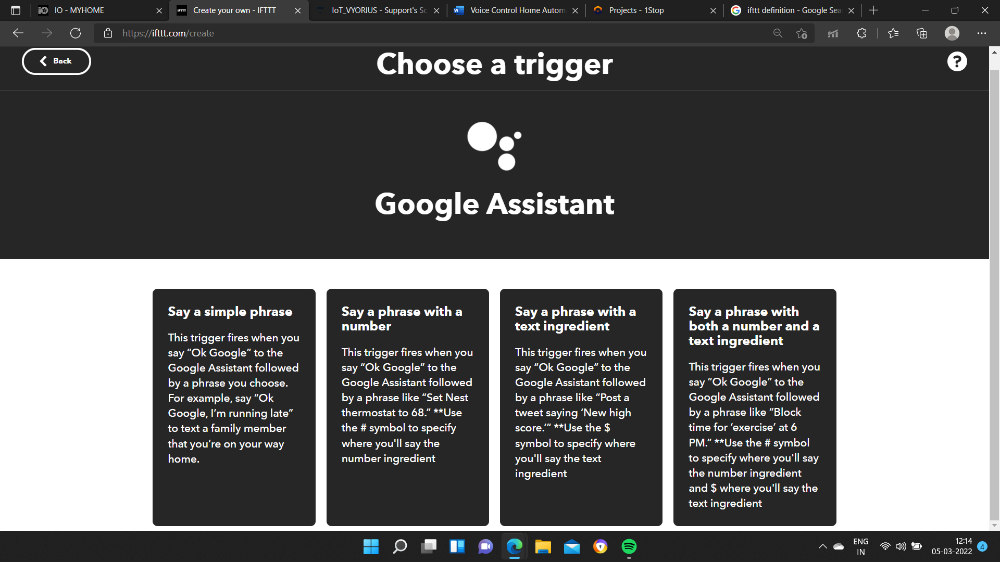 IO - MYHOME
Create your own - IFTTT
IoT_VYORIUS - Support's Sc
Voice Control Home Autom
Projects - 1Stop
ifttt definition - Google Sea
https://ifttt.com/create
Back
Choose a trigger
?
Google Assistant
Say a simple phrase
This trigger fires when you
say “Ok Google” to the
Google Assistant followed
by a phrase you choose.
For example, say “Ok
Google, I’m running late”
to text a family member
that you’re on your way
home.
Say a phrase with a
number
This trigger fires when you
say “Ok Google” to the
Google Assistant followed
by a phrase like “Set Nest
thermostat to 68.” **Use
the # symbol to specify
where you'll say the
number ingredient
Say a phrase with a
text ingredient
This trigger fires when you
say “Ok Google” to the
Google Assistant followed
by a phrase like “Post a
tweet saying ‘New high
score.’” **Use the $
symbol to specify where
you'll say the text
ingredient
Say a phrase with
both a number and a
text ingredient
This trigger fires when you
say “Ok Google” to the
Google Assistant followed
by a phrase like “Block
time for ‘exercise’ at 6
PM.” **Use the # symbol
to specify where you'll say
the number ingredient
and $ where you'll say the
text ingredient
ENG
IN
12:14
05-03-2022
4